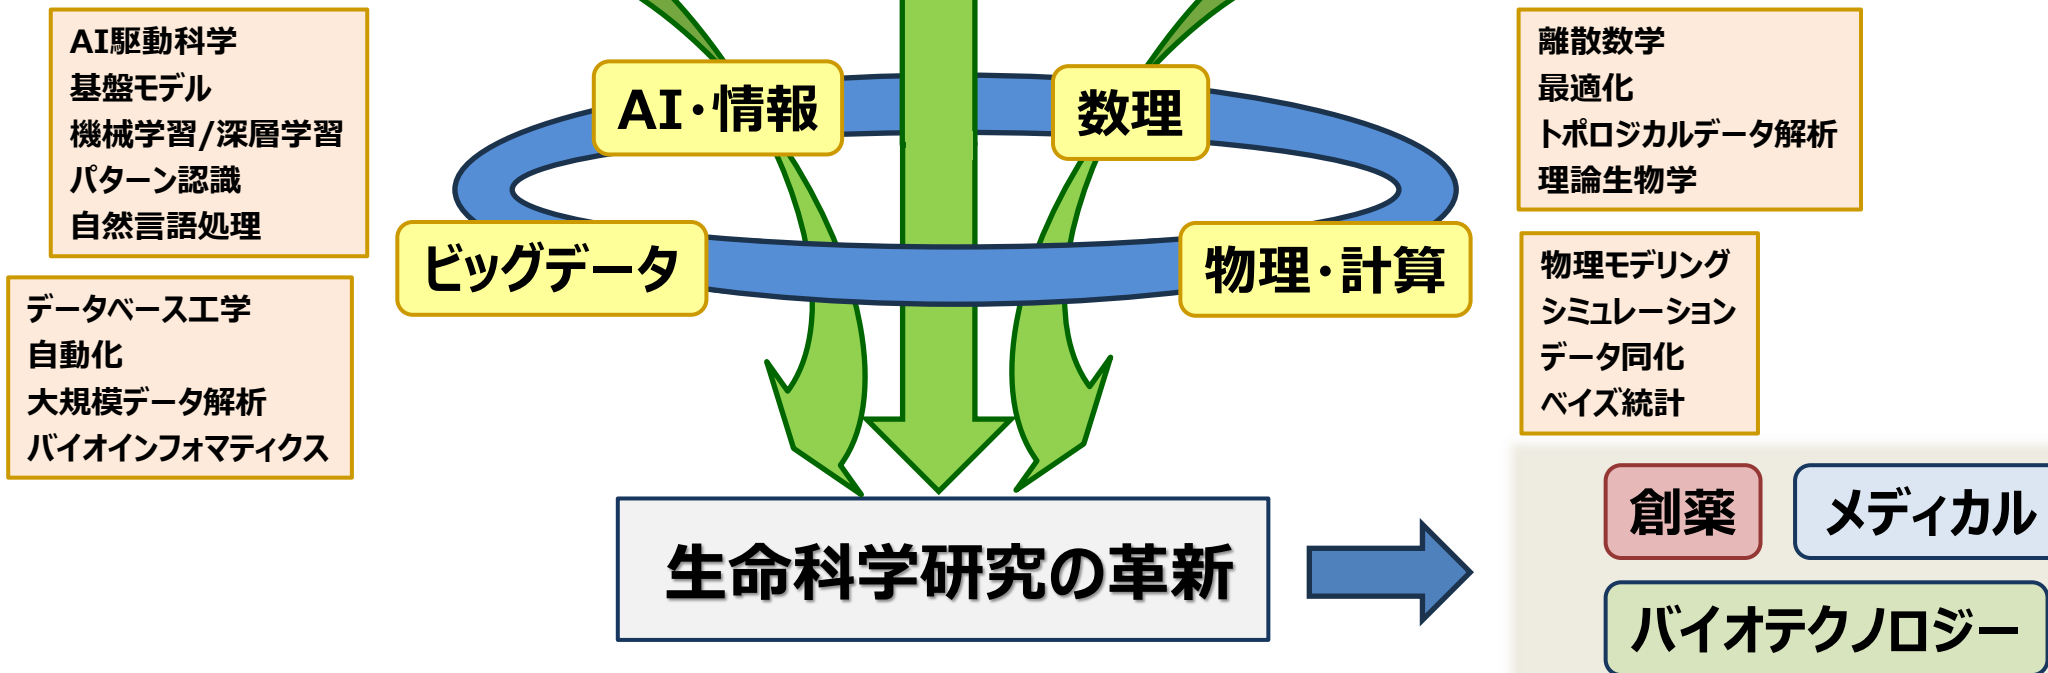 AI駆動科学
基盤モデル
機械学習/深層学習
パターン認識
自然言語処理
データベース工学
自動化
大規模データ解析
バイオインフォマティクス
AI・情報
数理
ビッグデータ
物理・計算
離散数学
最適化
トポロジカルデータ解析
理論生物学
物理モデリング
シミュレーション
データ同化
ベイズ統計
生命科学研究の革新
創薬
メディカル
バイオテクノロジー